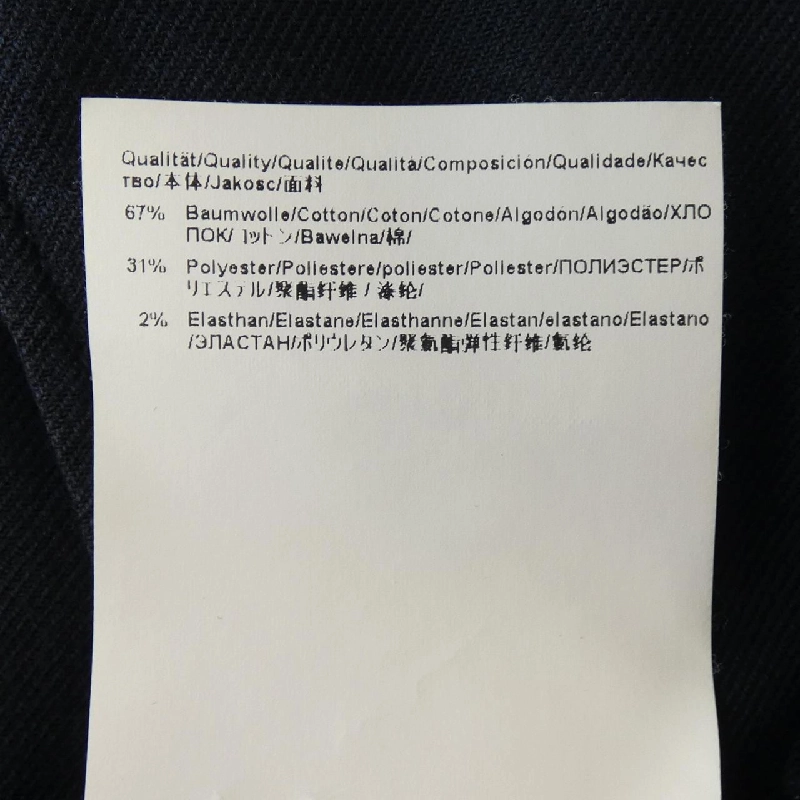 Qualität/Quality/Qualite/Qualità/Composición/Qualidade/Качес
тво/本体/Jakosc/面料
67% Baumwolle/Cotton/Coton/Cotone/Algodón/Algodão/ХЛО
ПОК/コットン/Bawelna/棉/
31% Polyester/Poliestere/poliester/Poliester/ПОЛИЭСТЕР/ポ
リエステル/聚酯纤维/涤纶/
2% Elasthan/Elastane/Elasthanne/Elastan/elastano/Elastano
/ЭЛАСТАН/ポリウレタン/聚氨酯弹性纤维/氨纶